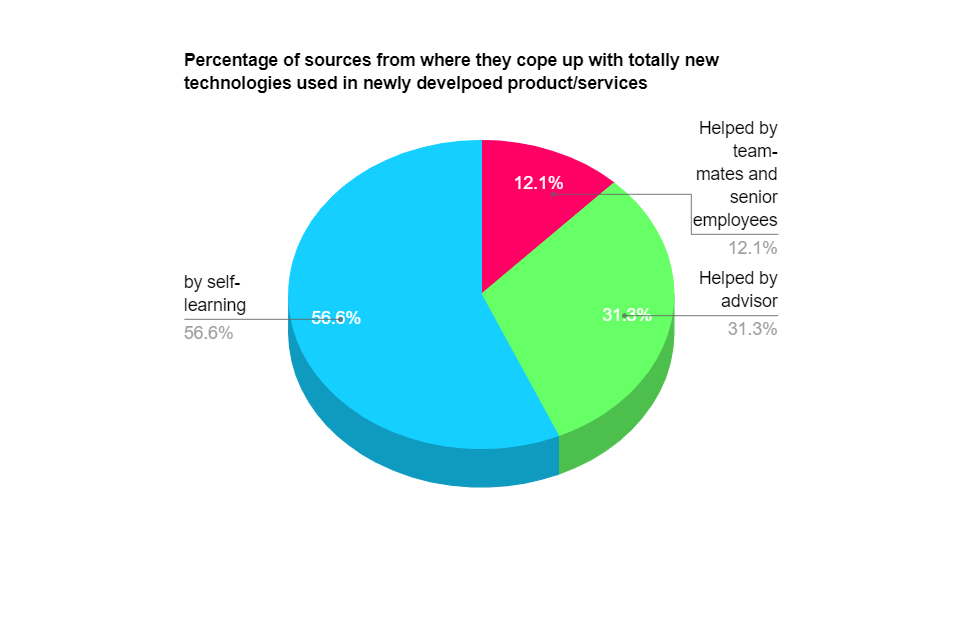 Percentage of sources from where they cope up with totally new
technologies used in newly develpoed product/services
Helped by
team-
mates and
senior
employees
12.1%
12.1%
Helped by
advisor
31.3%
31.3%
by self-
learning
56.6%
56.6%